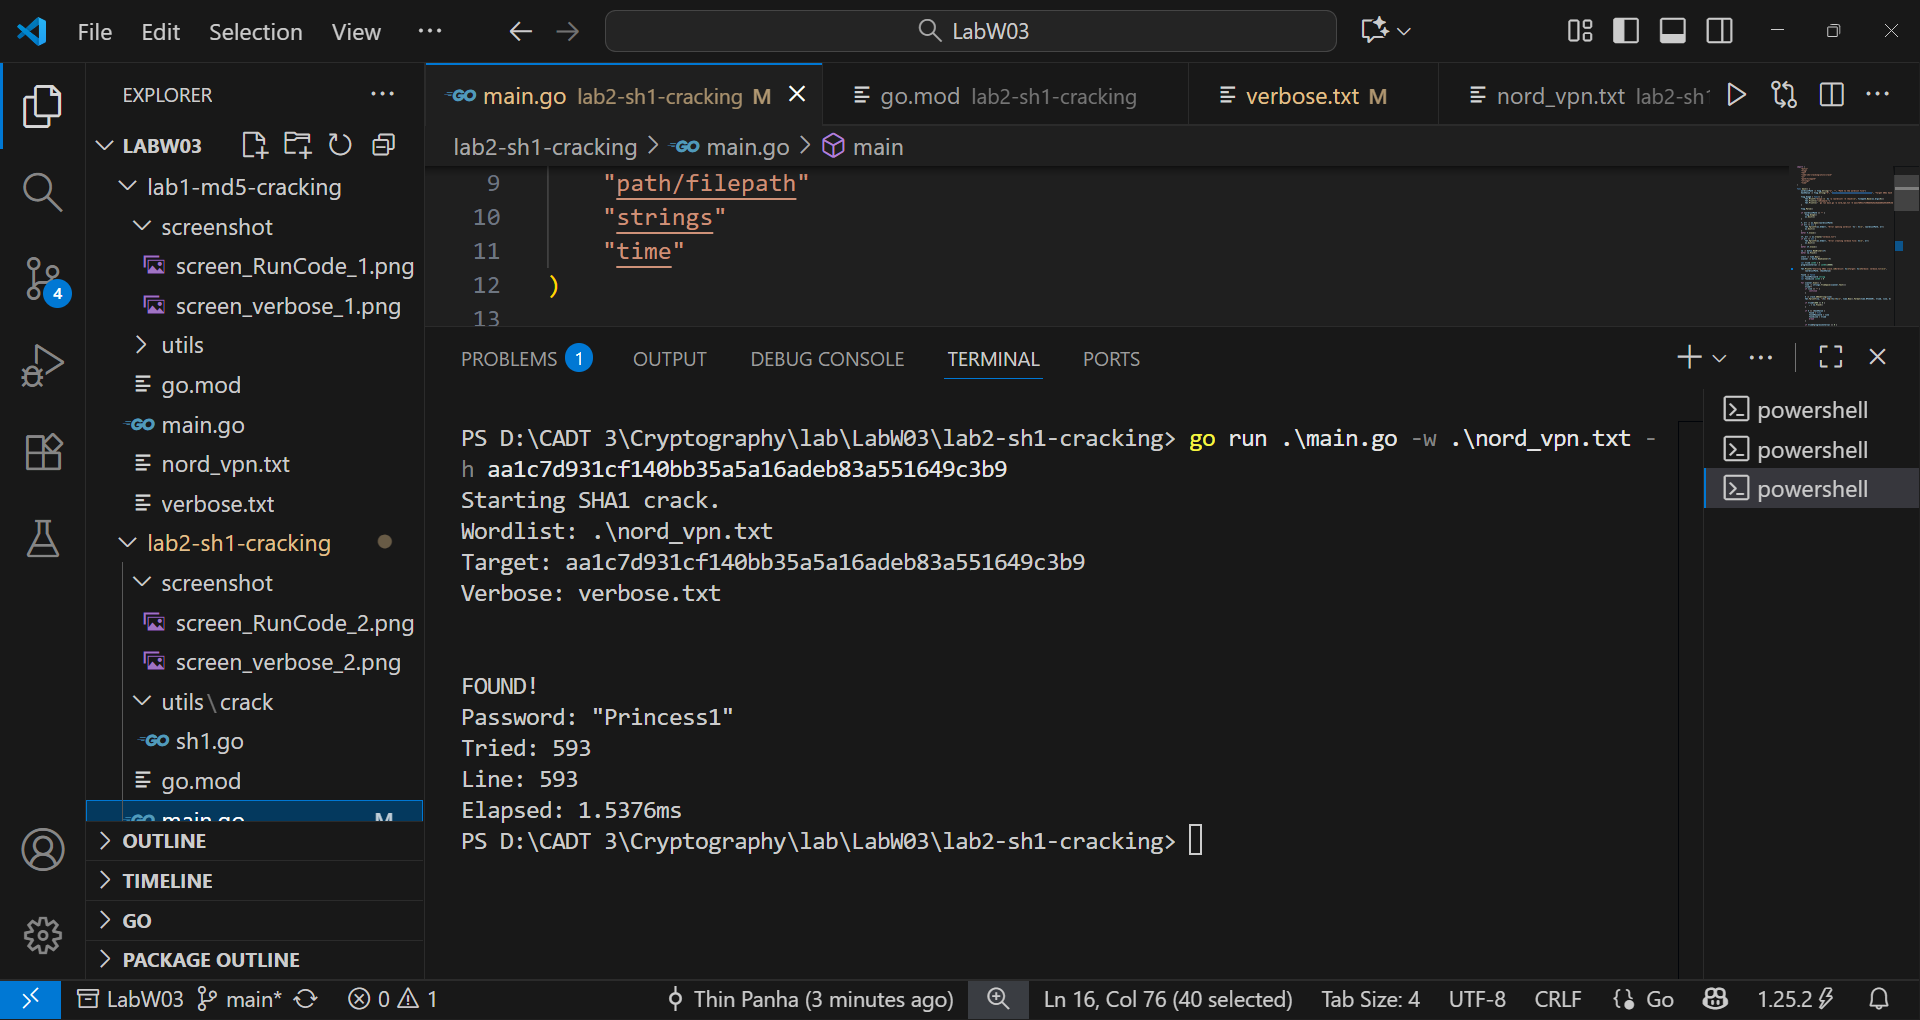 File Edit Selection View
LabW03
EXPLORER
LABW03
lab1-md5-cracking
screenshot
screen_RunCode_1.png
screen_verbose_1.png
utils
go.mod
main.go
nord_vpn.txt
verbose.txt
lab2-sh1-cracking
screenshot
screen_RunCode_2.png
screen_verbose_2.png
utils\crack
sh1.go
go.mod
main.go M
OUTLINE
TIMELINE
GO
PACKAGE OUTLINE
4
main.go lab2-sh1-cracking M
go.mod lab2-sh1-cracking
verbose.txt M
nord_vpn.txt lab2-sh1
lab2-sh1-cracking > main.go > main
9 "path/filepath"
10 "strings"
11 "time"
12 )
13
PROBLEMS 1 OUTPUT DEBUG CONSOLE TERMINAL PORTS
PS D:\CADT 3\Cryptography\lab\LabW03\lab2-sh1-cracking> go run .\main.go -w .\nord_vpn.txt -
h aa1c7d931cf140bb35a5a16adeb83a551649c3b9
Starting SHA1 crack.
Wordlist: .\nord_vpn.txt
Target: aa1c7d931cf140bb35a5a16adeb83a551649c3b9
Verbose: verbose.txt
FOUND!
Password: "Princess1"
Tried: 593
Line: 593
Elapsed: 1.5376ms
PS D:\CADT 3\Cryptography\lab\LabW03\lab2-sh1-cracking>
powershell
powershell
powershell
LabW03 main* 0 1 Thin Panha (3 minutes ago) Ln 16, Col 76 (40 selected) Tab Size: 4 UTF-8 CRLF Go 1.25.2